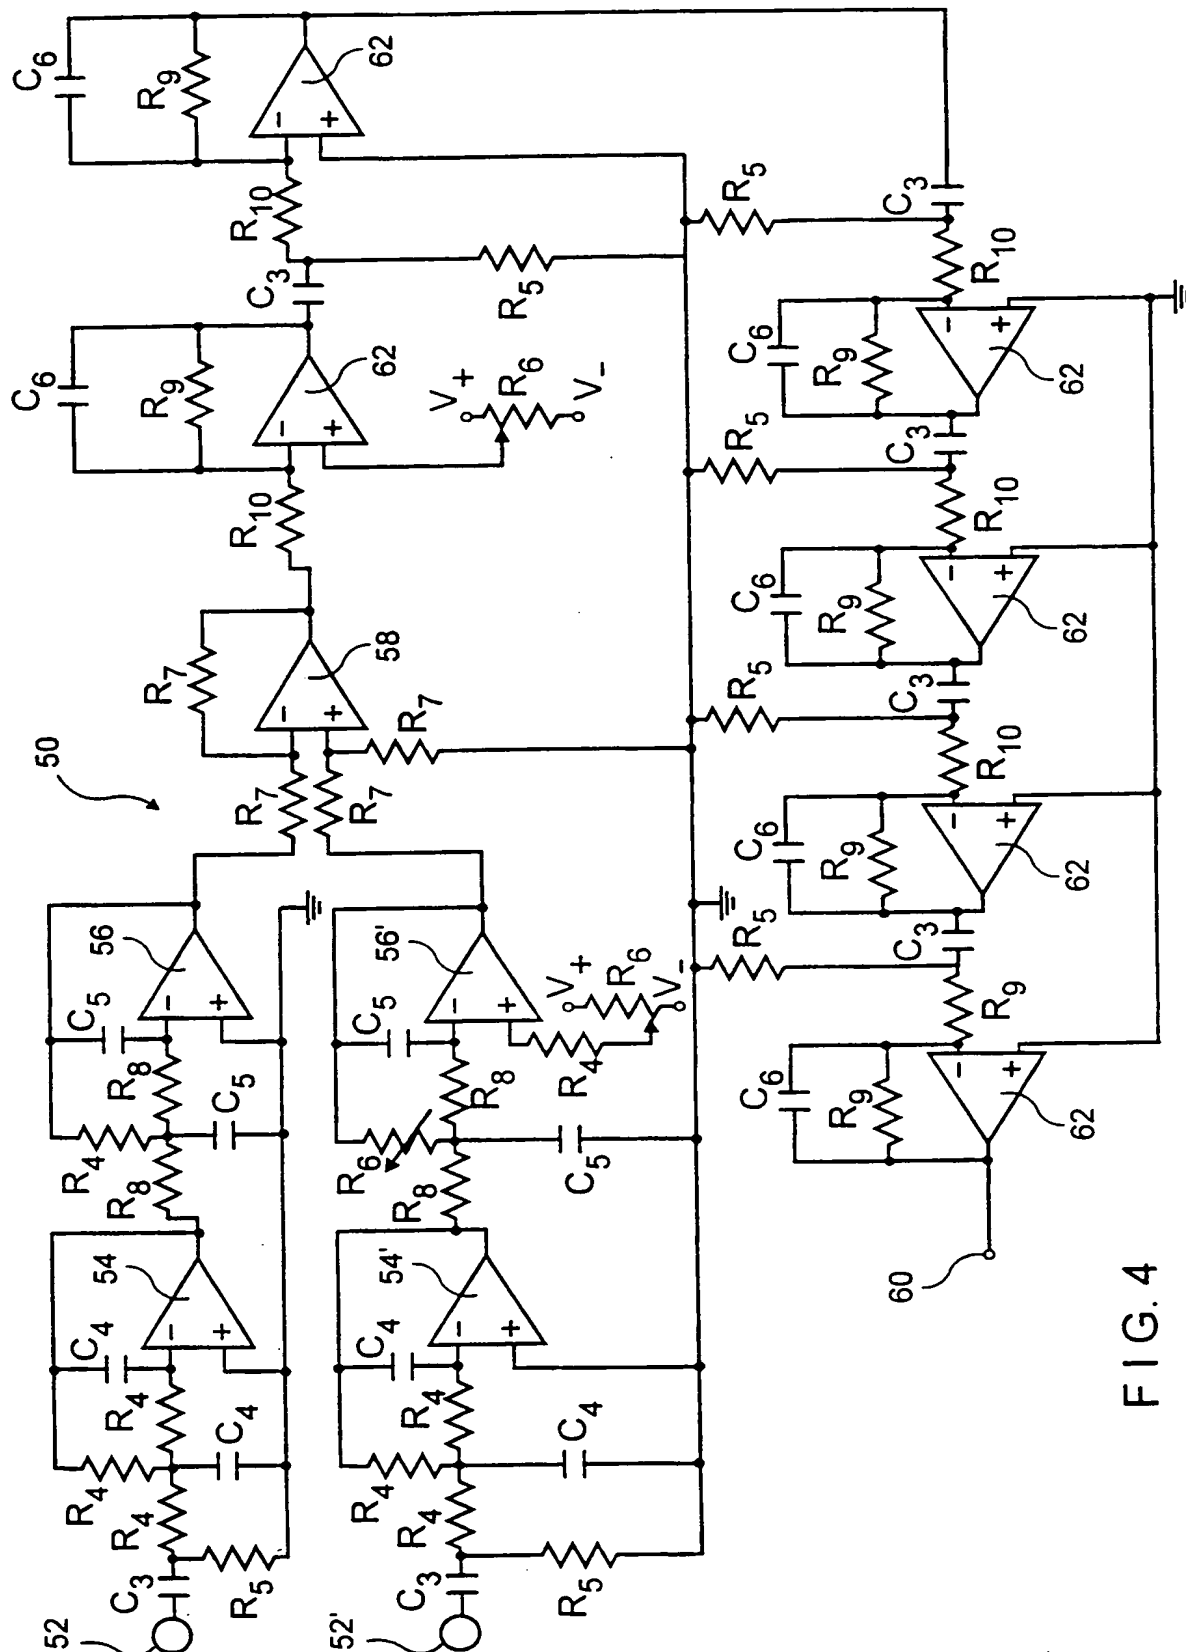 50
52
C3
R5
R4
R4
R4
C4
C4
54
−
+
R8
R4
R8
C5
C5
56
−
+
52'
C3
R5
R4
R4
R4
C4
C4
54'
−
+
R8
R6
R8
C5
C5
56'
−
+
R4
V+
R6
V−
R7
R7
R7
R7
58
−
+
R10
C6
R9
62
−
+
V+
R6
V−
C3
R5
R10
C6
R9
62
−
+
R5
C3
R10
C6
R9
62
−
+
R5
C3
R10
C6
R9
62
−
+
R5
C3
R10
C6
R9
62
−
+
R5
C3
R9
C6
R9
62
−
+
60
FIG. 4